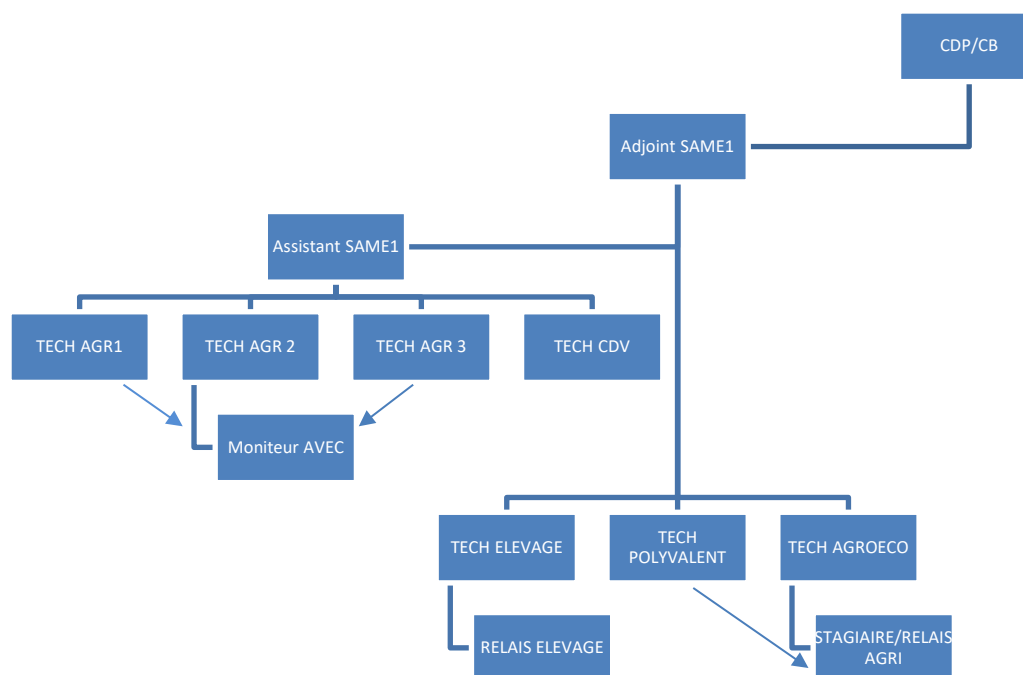 CDP/CB
Adjoint SAME1
Assistant SAME1
TECH AGR1
TECH AGR 2
TECH AGR 3
TECH CDV
Moniteur AVEC
TECH ELEVAGE
TECH
POLYVALENT
TECH AGROECO
RELAIS ELEVAGE
STAGIAIRE/RELAIS
AGRI